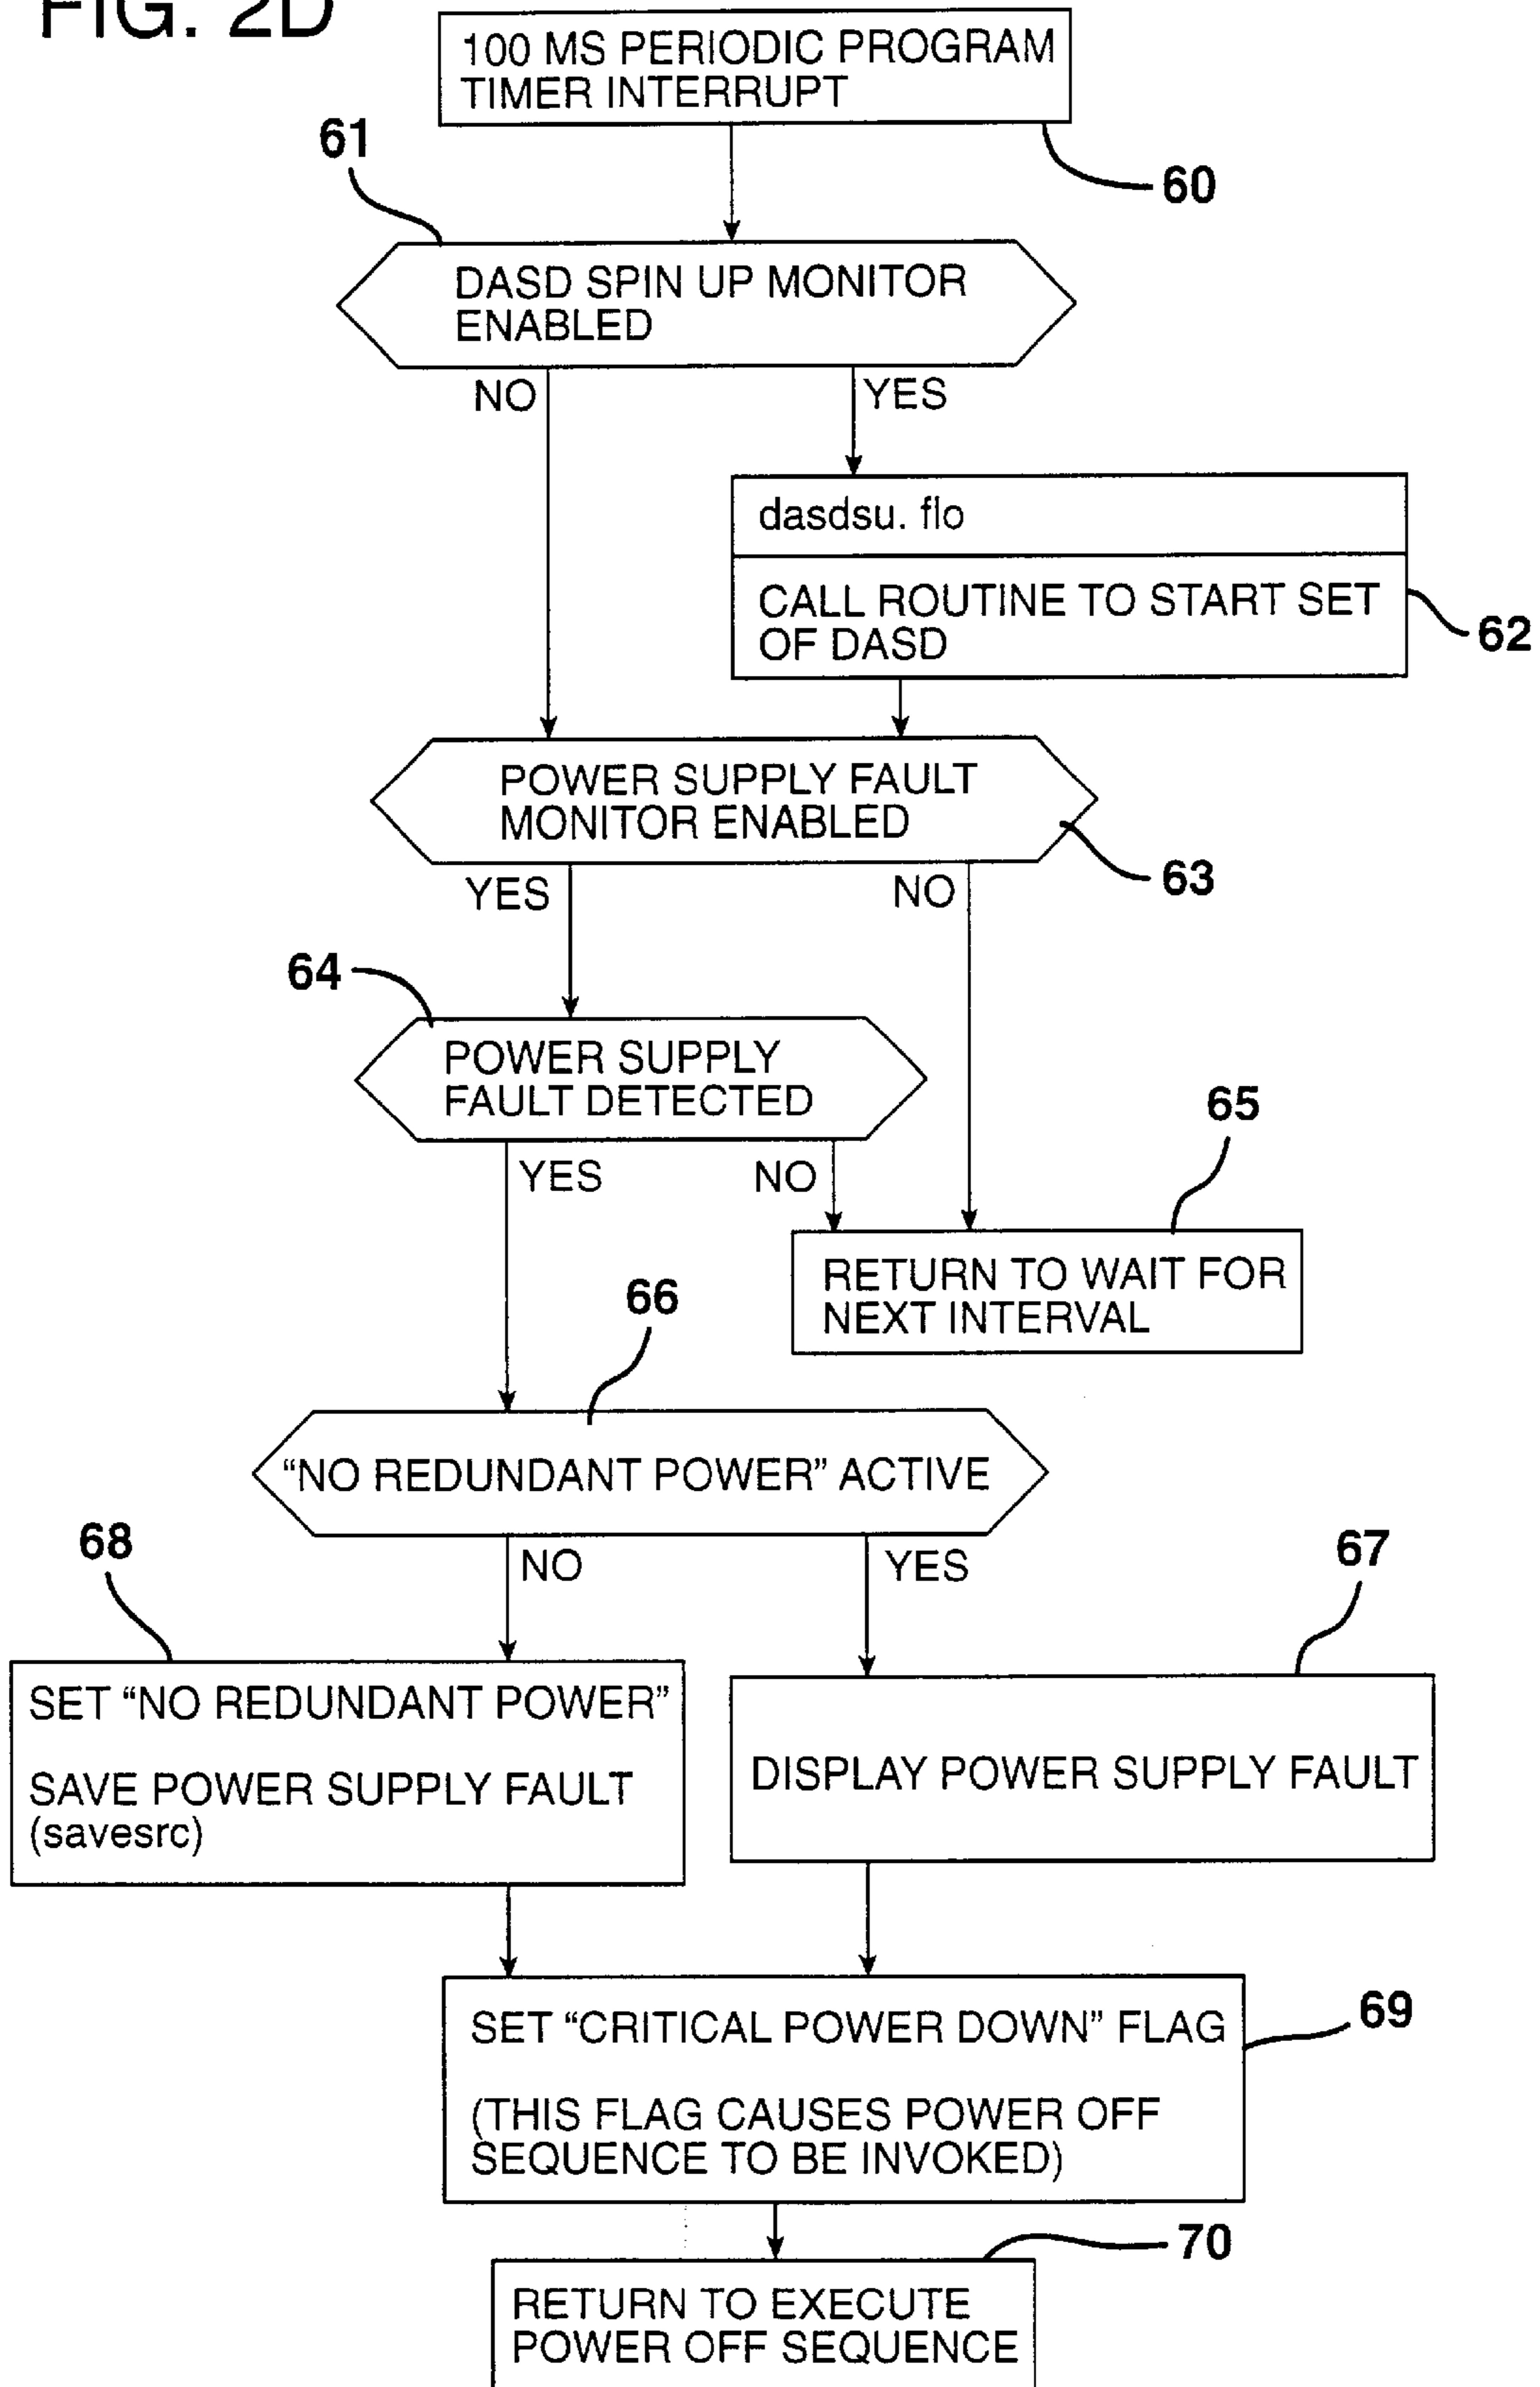 FIG. 2D
100 MS PERIODIC PROGRAM
TIMER INTERRUPT
60
61
DASD SPIN UP MONITOR
ENABLED
NO
YES
dasdsu. flo
CALL ROUTINE TO START SET
OF DASD
62
POWER SUPPLY FAULT
MONITOR ENABLED
63
YES
NO
64
POWER SUPPLY
FAULT DETECTED
YES
NO
65
RETURN TO WAIT FOR
NEXT INTERVAL
66
“NO REDUNDANT POWER” ACTIVE
NO
YES
68
67
SET “NO REDUNDANT POWER”
SAVE POWER SUPPLY FAULT
(savesrc)
DISPLAY POWER SUPPLY FAULT
SET “CRITICAL POWER DOWN” FLAG
(THIS FLAG CAUSES POWER OFF
SEQUENCE TO BE INVOKED)
69
70
RETURN TO EXECUTE
POWER OFF SEQUENCE